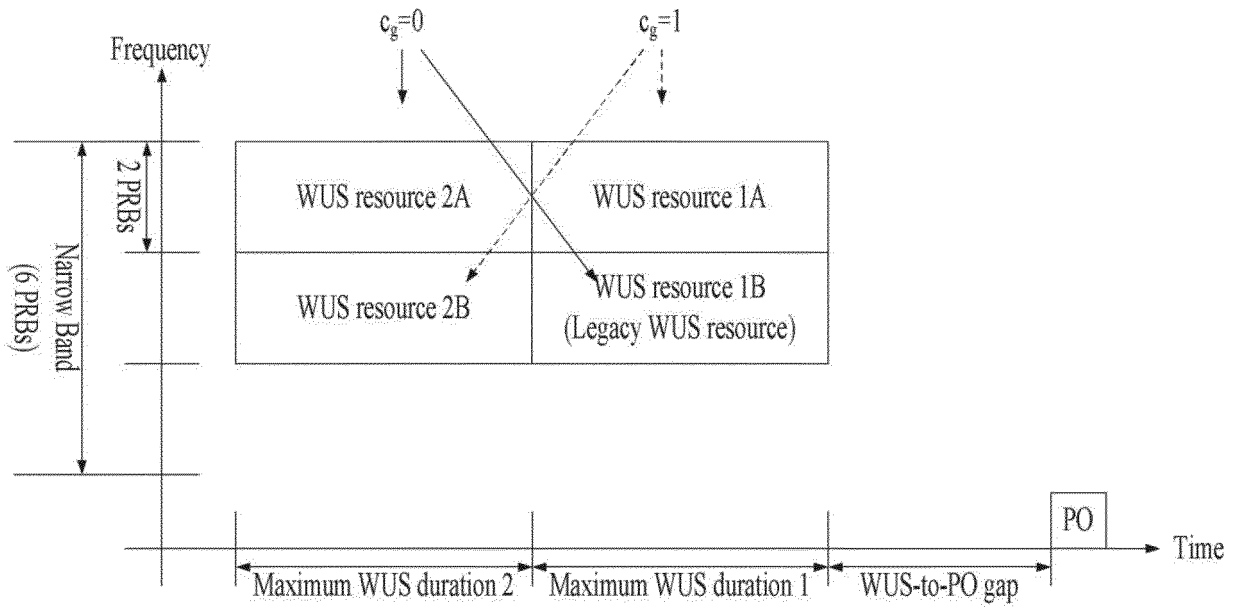 c_g=0
c_g=1
Frequency
2 PRBs
Narrow Band
(6 PRBs)
WUS resource 2A
WUS resource 1A
WUS resource 2B
WUS resource 1B
(Legacy WUS resource)
PO
Time
Maximum WUS duration 2
Maximum WUS duration 1
WUS-to-PO gap